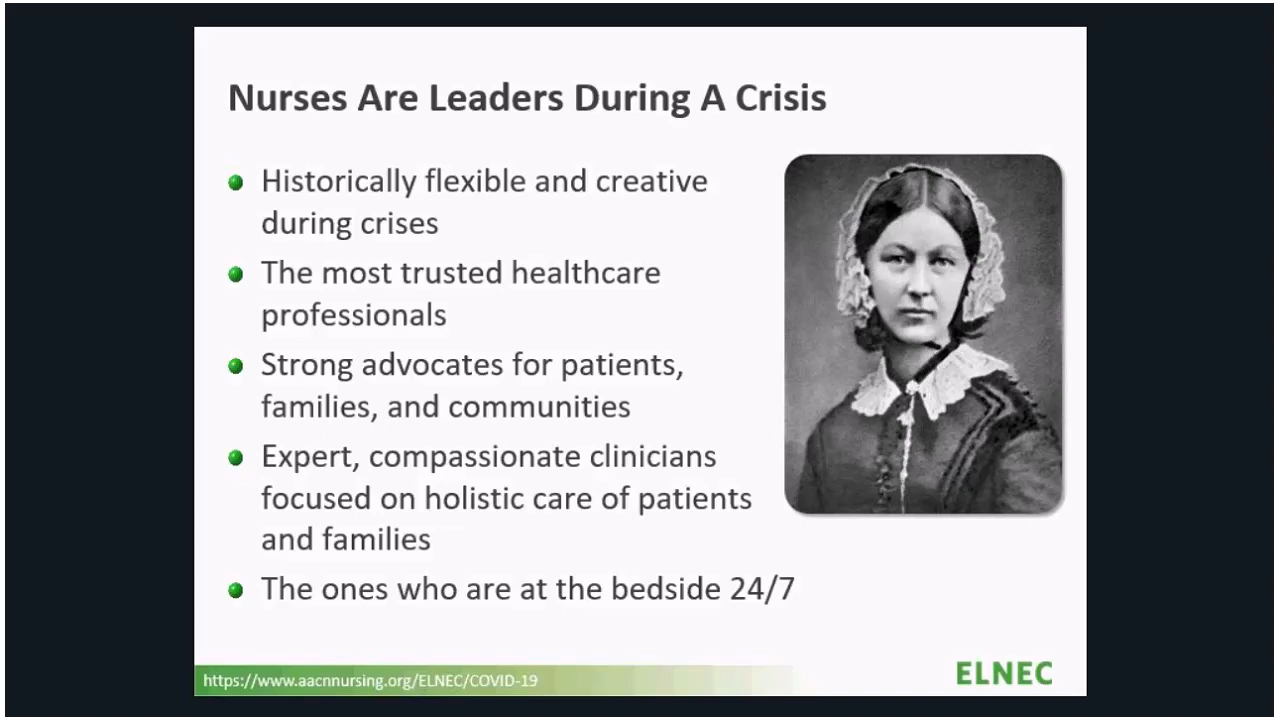 Nurses Are Leaders During A Crisis
Historically flexible and creative
during crises
The most trusted healthcare
professionals
Strong advocates for patients,
families, and communities
Expert, compassionate clinicians
focused on holistic care of patients
and families
The ones who are at the bedside 24/7
https://www.aacnnursing.org/ELNEC/COVID-19
ELNEC